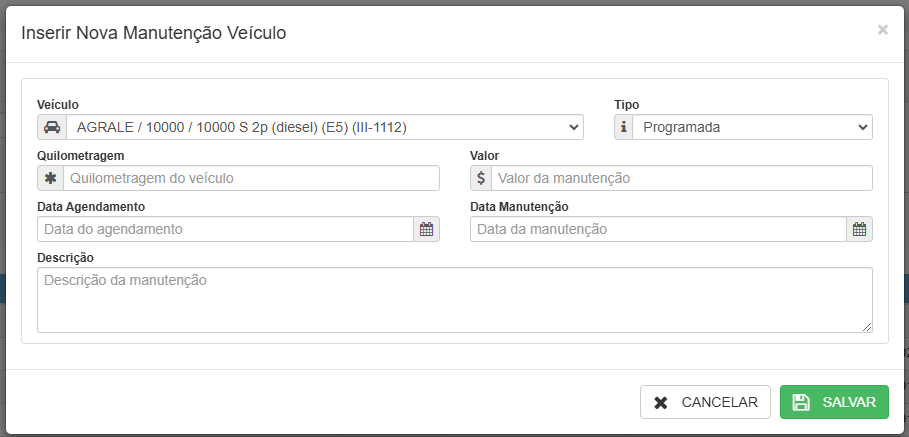 Inserir Nova Manutenção Veículo ×
Veículo Tipo
AGRALE / 10000 / 10000 S 2p (diesel) (E5) (III-1112) Programada
Quilometragem Valor
Quilometragem do veículo $ Valor da manutenção
Data Agendamento Data Manutenção
Data do agendamento Data da manutenção
Descrição
Descrição da manutenção
CANCELAR SALVAR